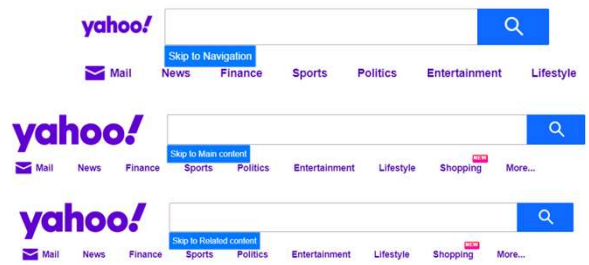 yahoo!
Skip to Navigation
Mail News Finance Sports Politics Entertainment Lifestyle
yahoo!
Skip to Main content
NEW
Mail News Finance Sports Politics Entertainment Lifestyle Shopping More...
yahoo!
Skip to Related content
NEW
Mail News Finance Sports Politics Entertainment Lifestyle Shopping More...